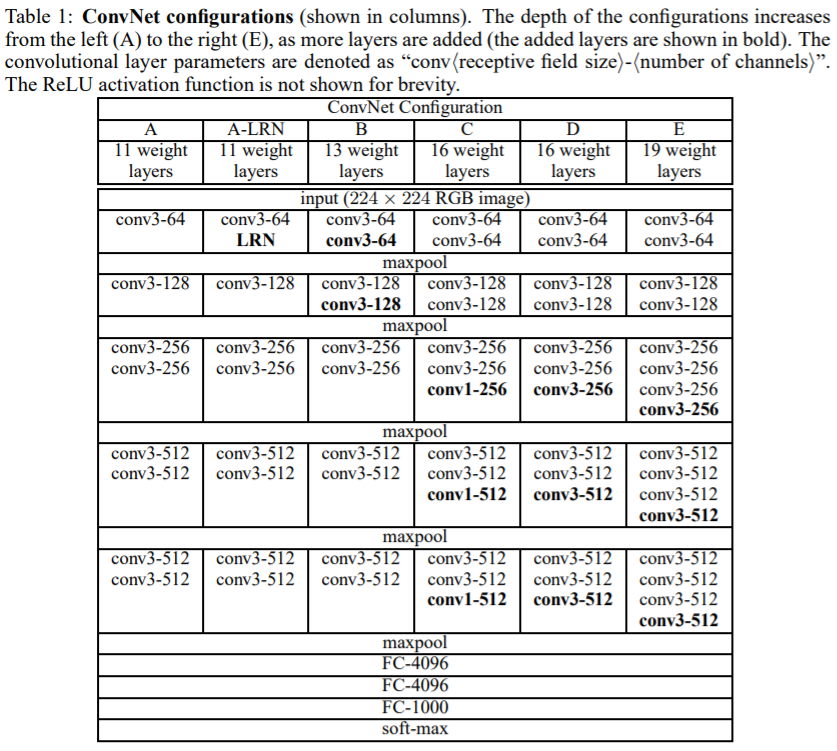 Table 1: ConvNet configurations (shown in columns). The depth of the configurations increases
from the left (A) to the right (E), as more layers are added (the added layers are shown in bold). The
convolutional layer parameters are denoted as “conv⟨receptive field size⟩-⟨number of channels⟩”.
The ReLU activation function is not shown for brevity.
ConvNet Configuration
A A-LRN B C D E
11 weight 11 weight 13 weight 16 weight 16 weight 19 weight
layers layers layers layers layers layers
input (224 × 224 RGB image)
conv3-64 conv3-64 conv3-64 conv3-64 conv3-64 conv3-64
LRN conv3-64 conv3-64 conv3-64 conv3-64
maxpool
conv3-128 conv3-128 conv3-128 conv3-128 conv3-128 conv3-128
conv3-128 conv3-128 conv3-128 conv3-128
maxpool
conv3-256 conv3-256 conv3-256 conv3-256 conv3-256 conv3-256
conv3-256 conv3-256 conv3-256 conv3-256 conv3-256 conv3-256
conv1-256 conv3-256 conv3-256
conv3-256
maxpool
conv3-512 conv3-512 conv3-512 conv3-512 conv3-512 conv3-512
conv3-512 conv3-512 conv3-512 conv3-512 conv3-512 conv3-512
conv1-512 conv3-512 conv3-512
conv3-512
maxpool
conv3-512 conv3-512 conv3-512 conv3-512 conv3-512 conv3-512
conv3-512 conv3-512 conv3-512 conv3-512 conv3-512 conv3-512
conv1-512 conv3-512 conv3-512
conv3-512
maxpool
FC-4096
FC-4096
FC-1000
soft-max